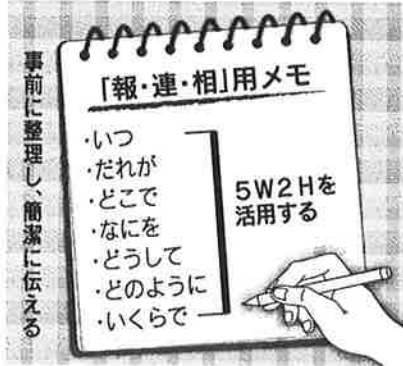 事前に整理し、簡潔に伝える
「報・連・相」用メモ
・いつ
・だれが
・どこで
・なにを
・どうして
・どのように
・いくらで
5W2Hを
活用する